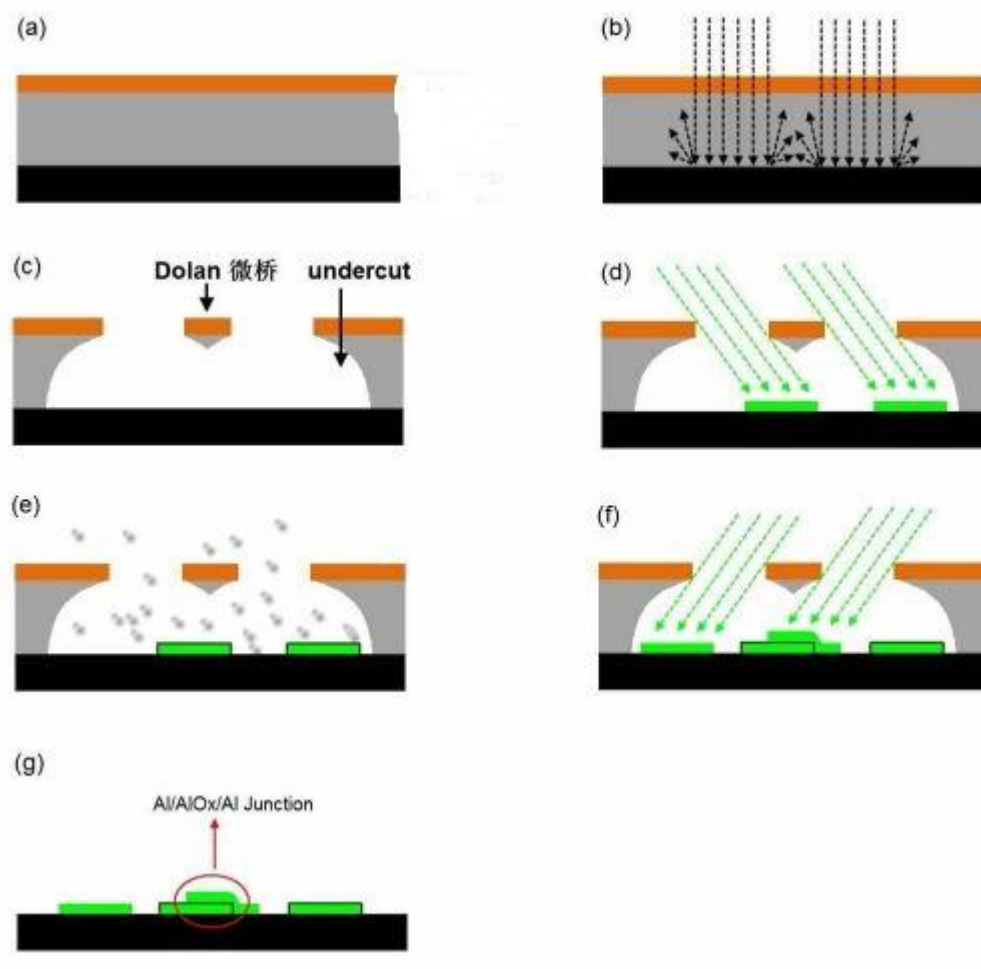 (a)
(b)
(c)
Dolan 微桥 undercut
(d)
(e)
(f)
(g)
Al/AlOx/Al Junction